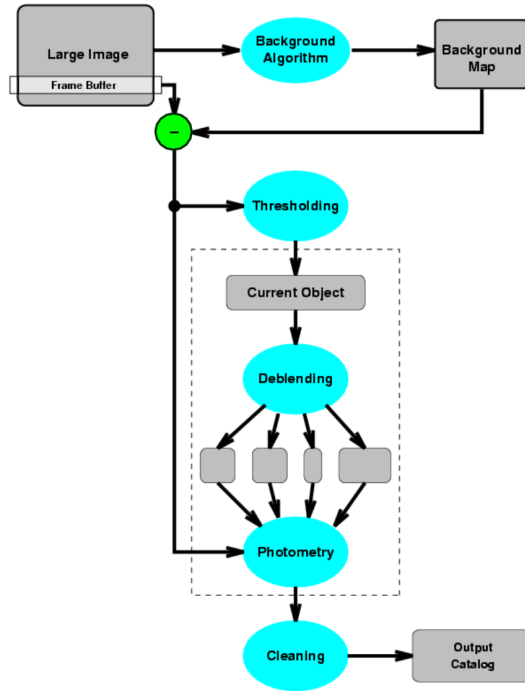 Large Image
Frame Buffer
Background
Algorithm
Background
Map
–
Thresholding
Current Object
Deblending
Photometry
Cleaning
Output
Catalog